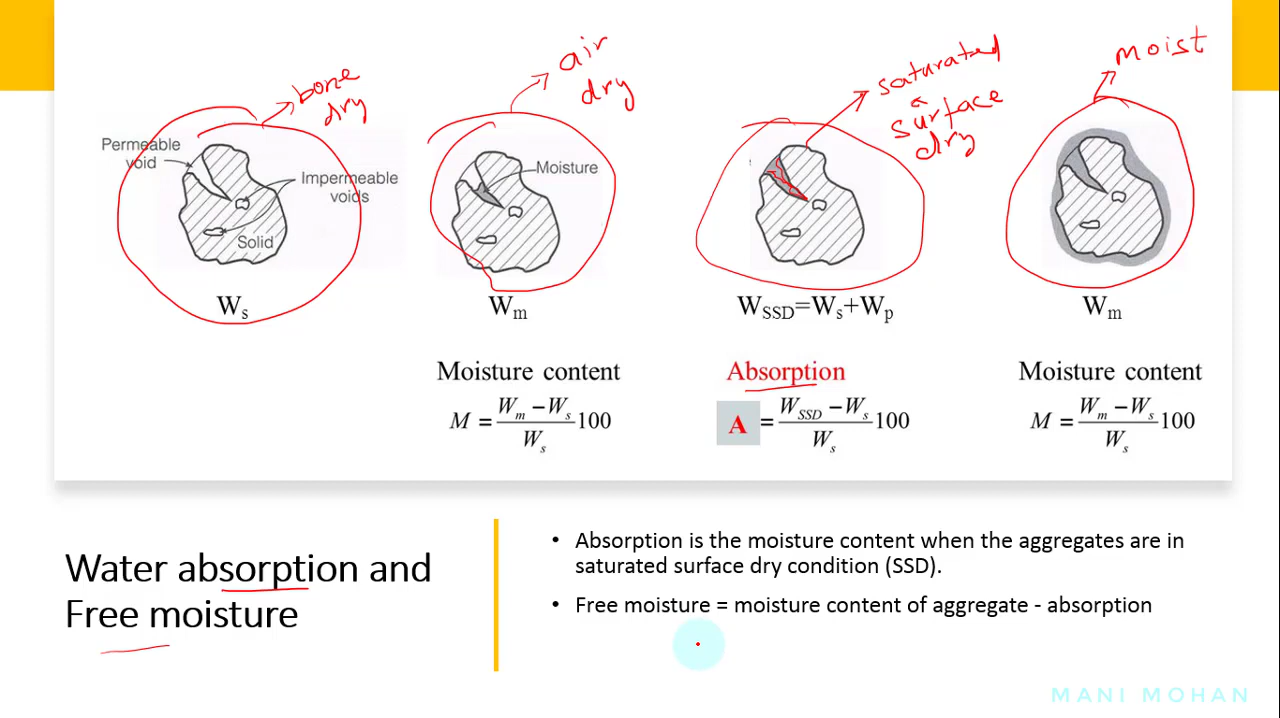 bone
dry
air
dry
saturated
&
surface
dry
moist
Permeable
void
Impermeable
voids
Solid
Moisture
W_s
W_m
W_SSD=W_s+W_p
W_m
Moisture content
M = (W_m − W_s)/W_s 100
Absorption
A = (W_SSD − W_s)/W_s 100
Moisture content
M = (W_m − W_s)/W_s 100
Water absorption and
Free moisture
• Absorption is the moisture content when the aggregates are in
saturated surface dry condition (SSD).
• Free moisture = moisture content of aggregate - absorption
MANI MOHAN